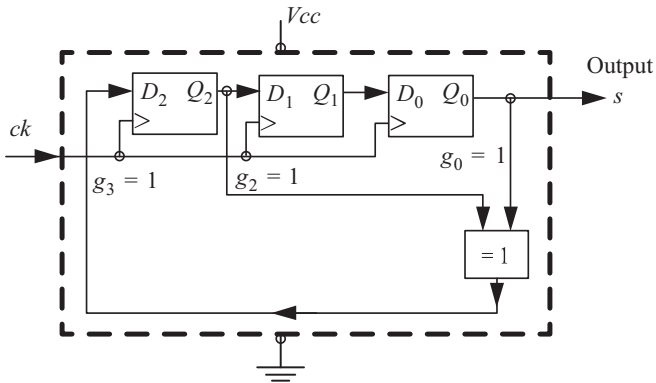 Vcc
Output
D₂ Q₂ D₁ Q₁ D₀ Q₀
s
ck
g₃ = 1 g₂ = 1 g₀ = 1
= 1